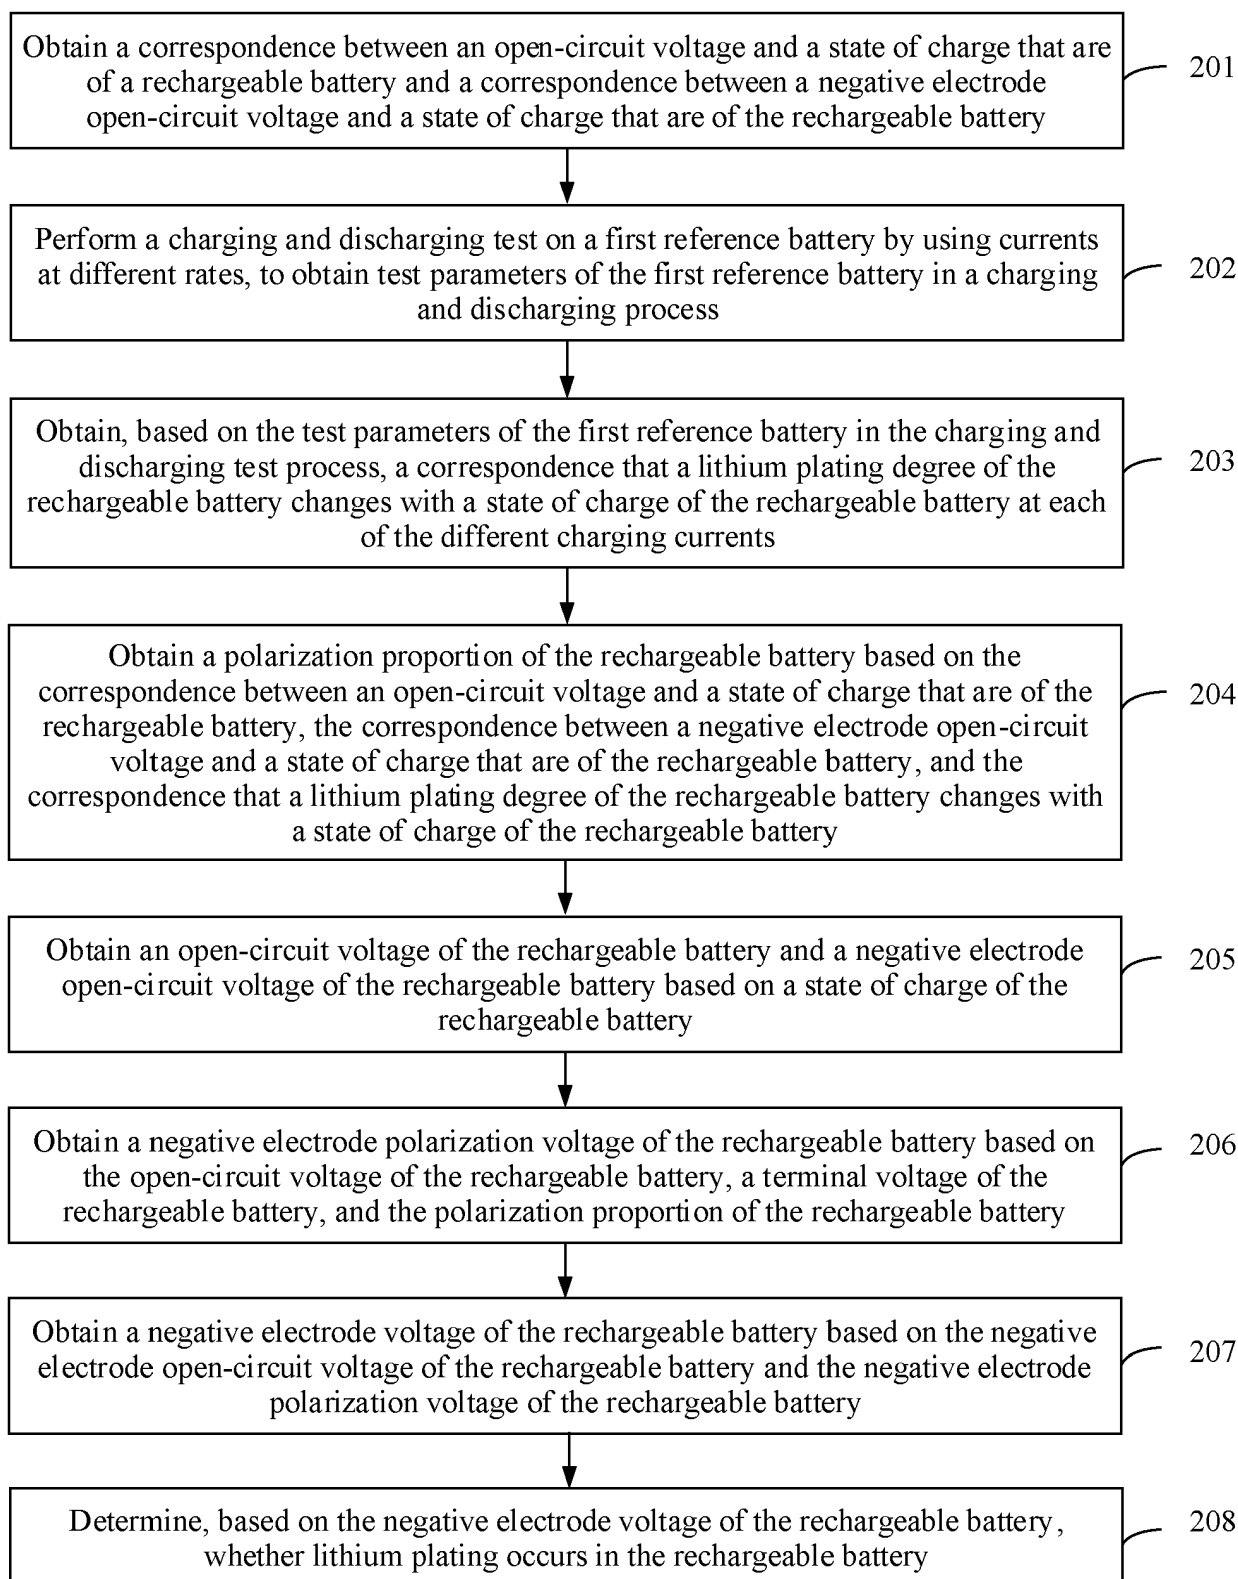 Obtain a correspondence between an open-circuit voltage and a state of charge that are
of a rechargeable battery and a correspondence between a negative electrode
open-circuit voltage and a state of charge that are of the rechargeable battery
201
Perform a charging and discharging test on a first reference battery by using currents
at different rates, to obtain test parameters of the first reference battery in a charging
and discharging process
202
Obtain, based on the test parameters of the first reference battery in the charging and
discharging test process, a correspondence that a lithium plating degree of the
rechargeable battery changes with a state of charge of the rechargeable battery at each
of the different charging currents
203
Obtain a polarization proportion of the rechargeable battery based on the
correspondence between an open-circuit voltage and a state of charge that are of the
rechargeable battery, the correspondence between a negative electrode open-circuit
voltage and a state of charge that are of the rechargeable battery, and the
correspondence that a lithium plating degree of the rechargeable battery changes with
a state of charge of the rechargeable battery
204
Obtain an open-circuit voltage of the rechargeable battery and a negative electrode
open-circuit voltage of the rechargeable battery based on a state of charge of the
rechargeable battery
205
Obtain a negative electrode polarization voltage of the rechargeable battery based on
the open-circuit voltage of the rechargeable battery, a terminal voltage of the
rechargeable battery, and the polarization proportion of the rechargeable battery
206
Obtain a negative electrode voltage of the rechargeable battery based on the negative
electrode open-circuit voltage of the rechargeable battery and the negative electrode
polarization voltage of the rechargeable battery
207
Determine, based on the negative electrode voltage of the rechargeable battery,
whether lithium plating occurs in the rechargeable battery
208